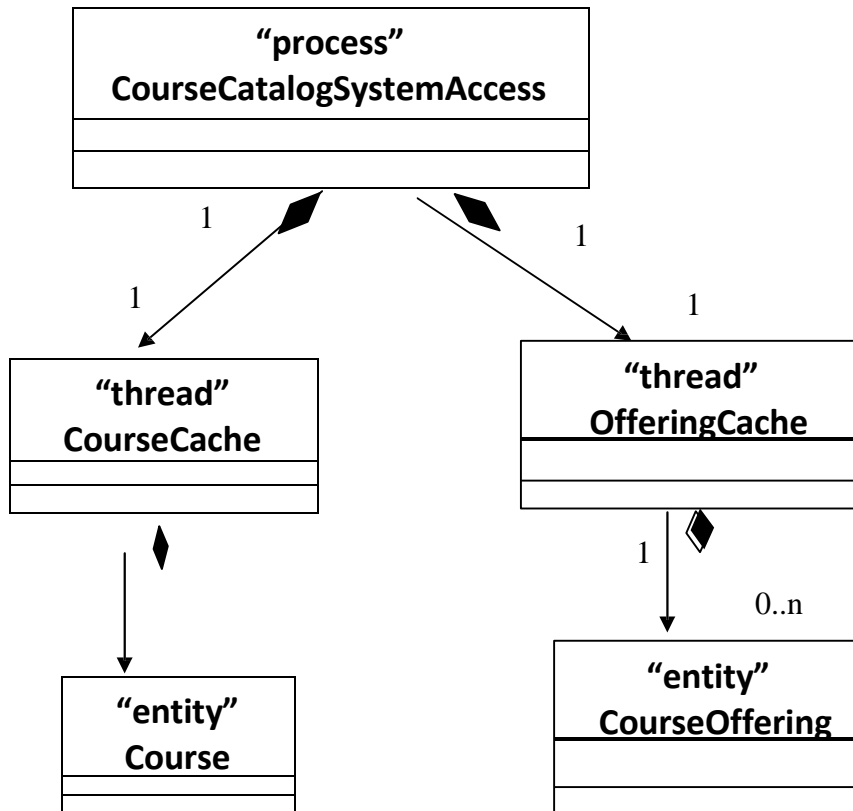 “process”
CourseCatalogSystemAccess
1
1
1
1
“thread”
CourseCache
“thread”
OfferingCache
1
0..n
“entity”
Course
“entity”
CourseOffering